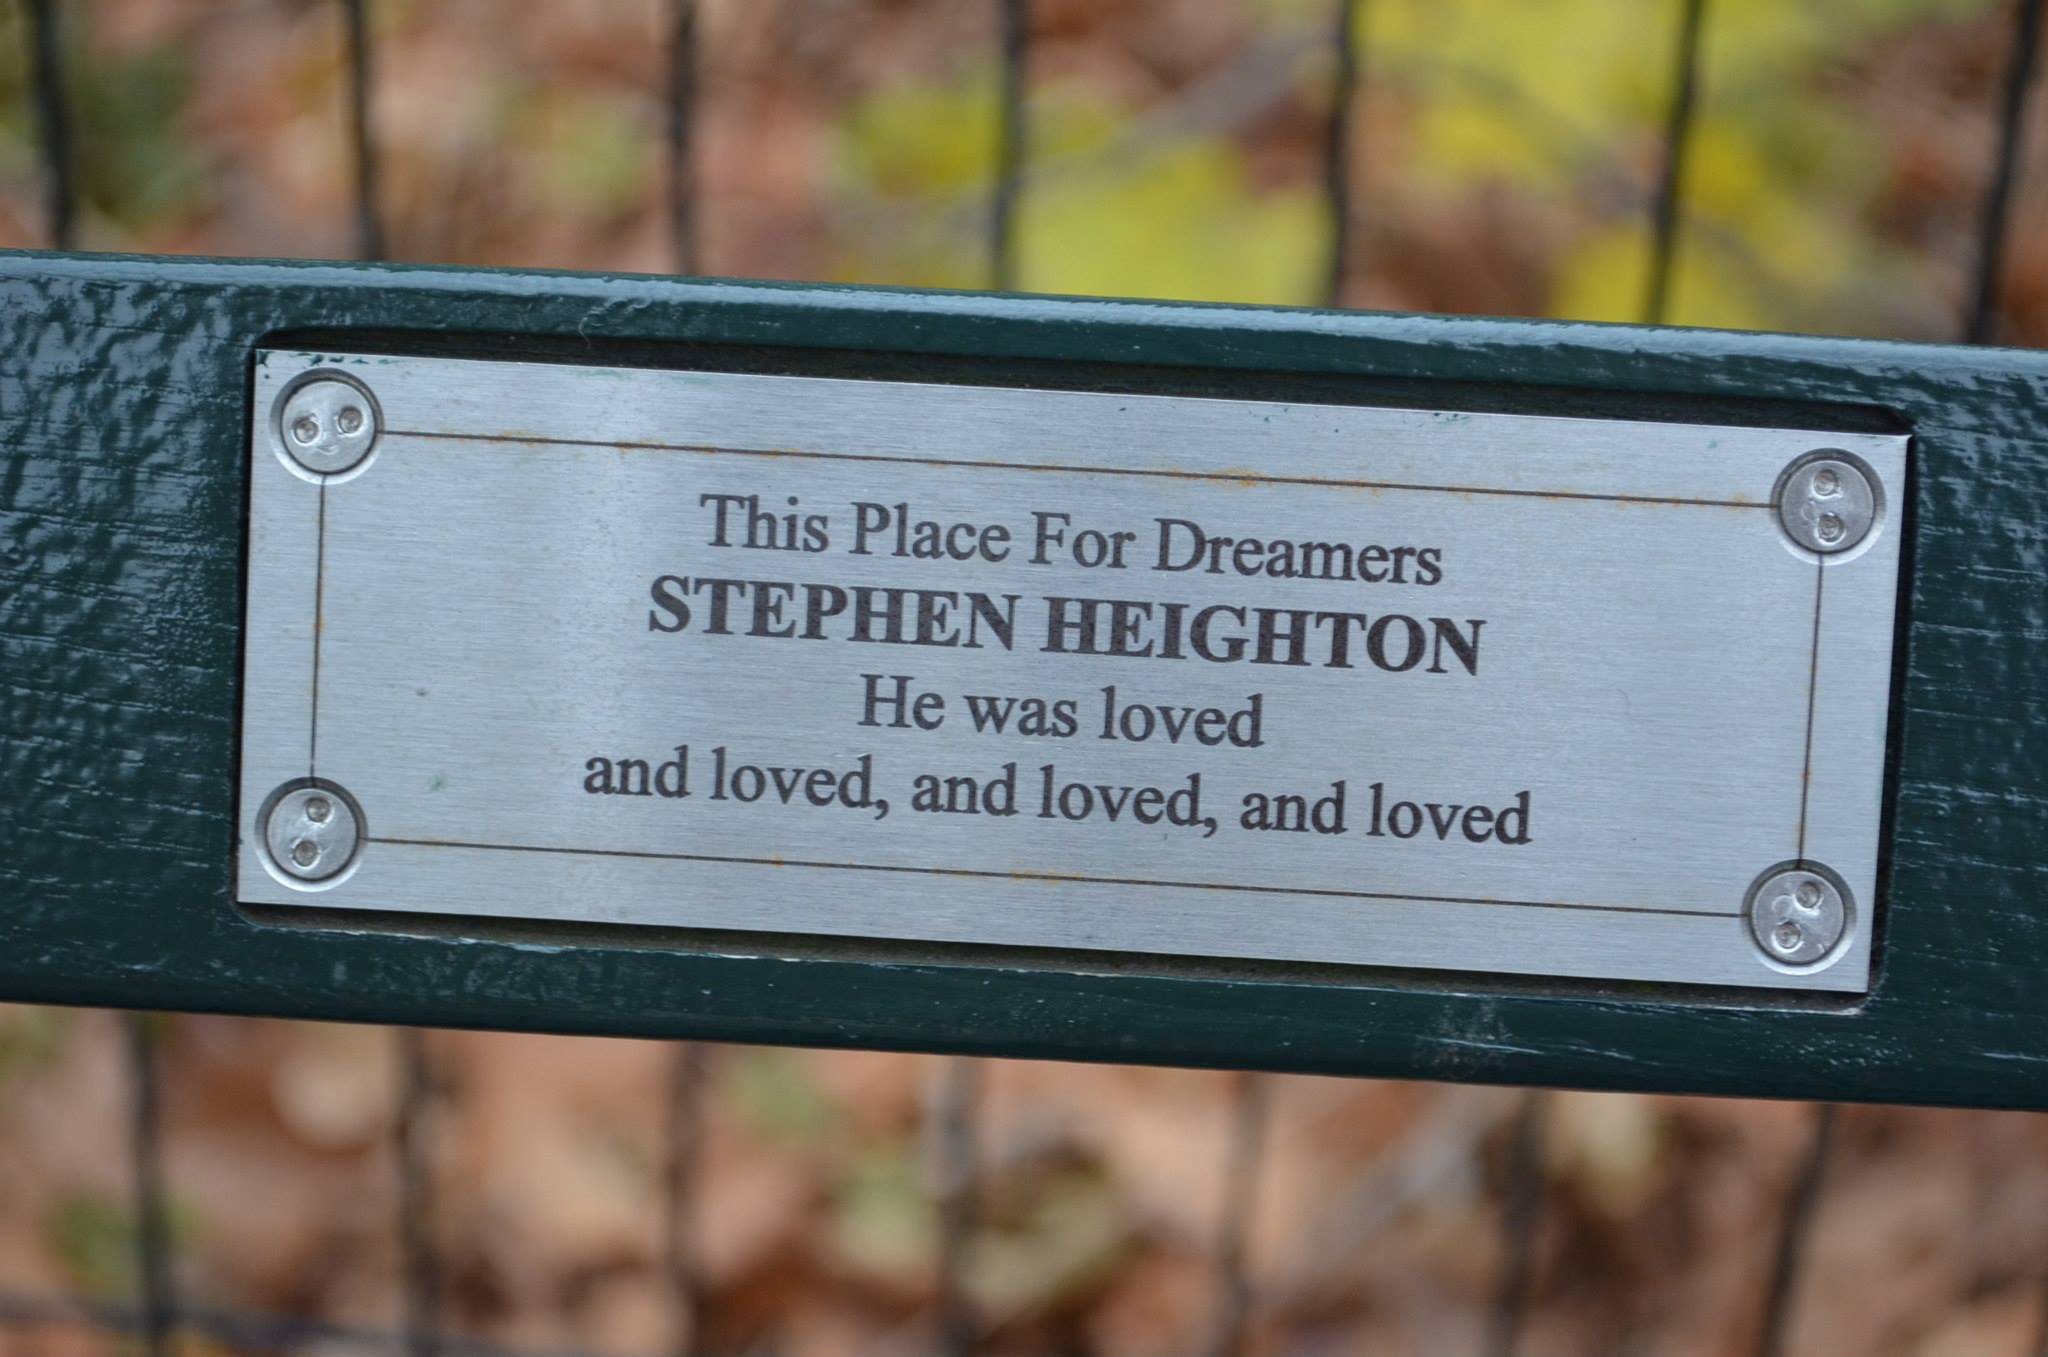 This Place For Dreamers
STEPHEN HEIGHTON
He was loved
and loved, and loved, and loved